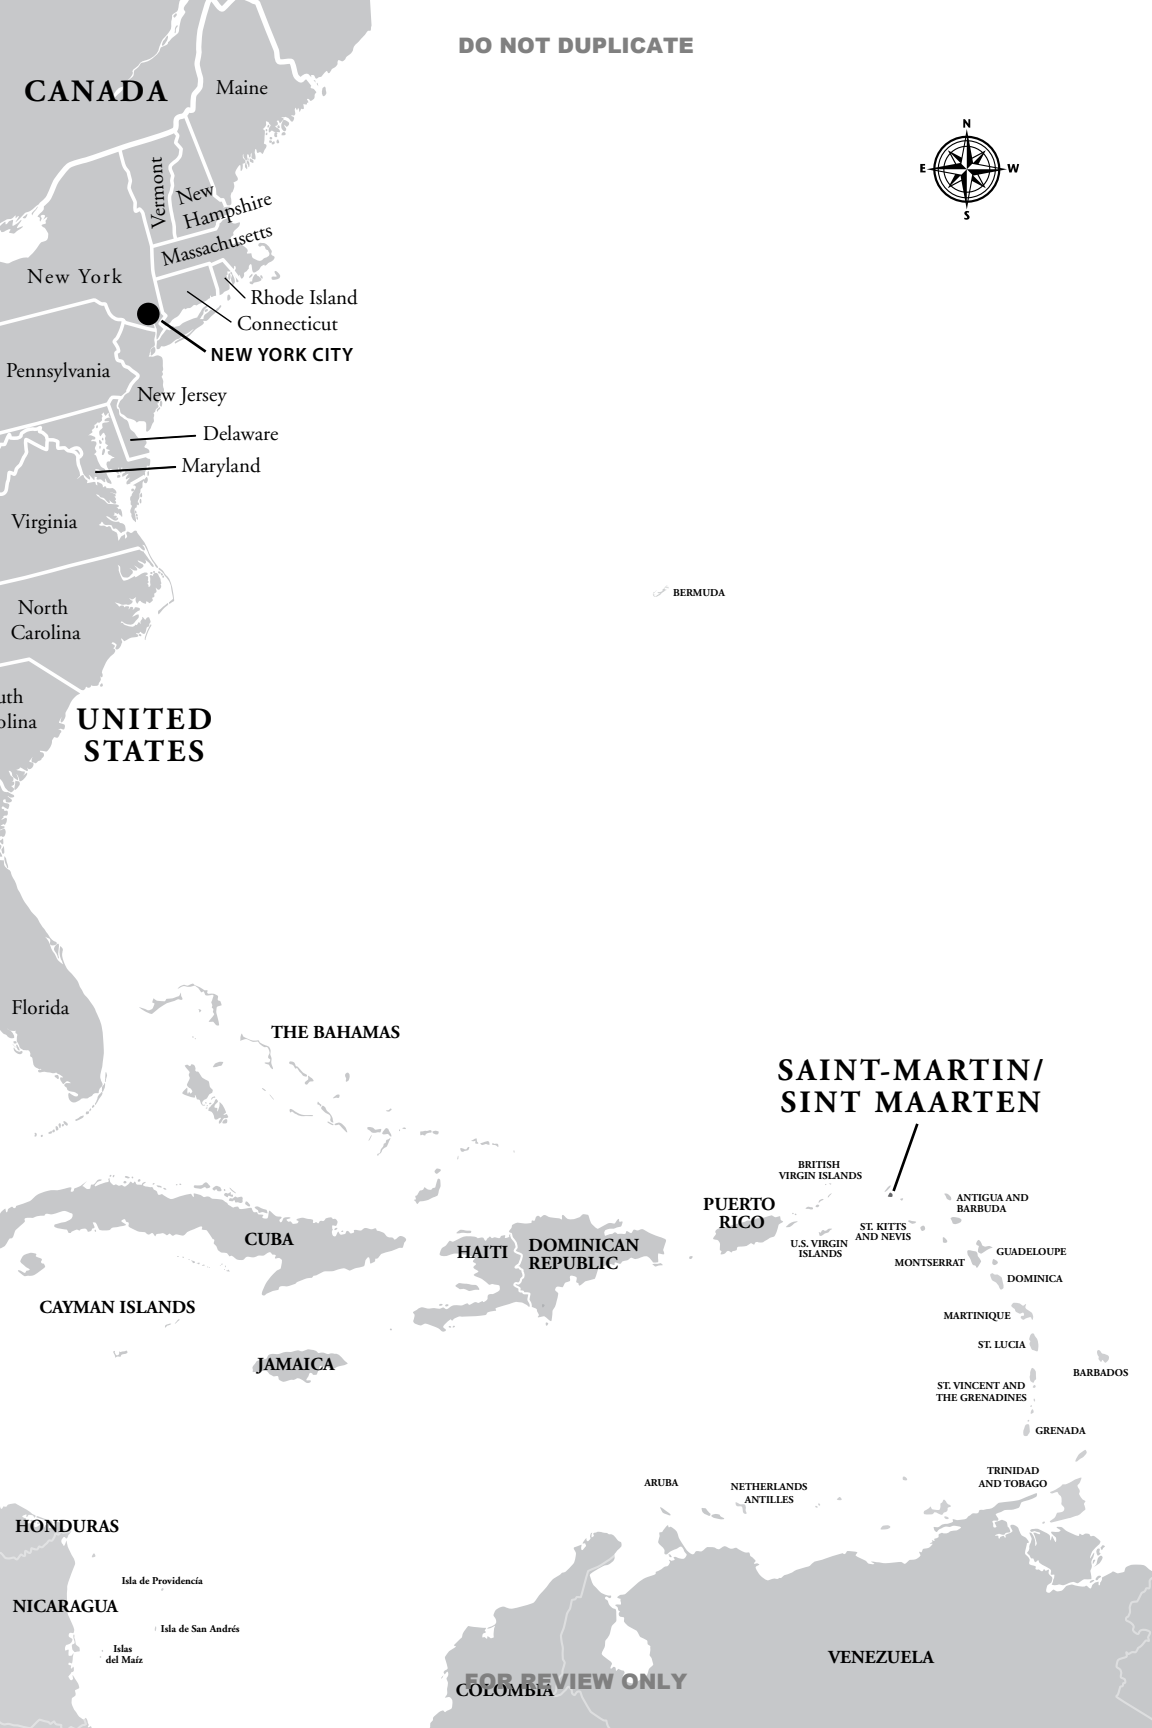 DO NOT DUPLICATE
CANADA
Maine
N
E
W
S
Vermont
New
Hampshire
Massachusetts
New York
Rhode Island
Connecticut
NEW YORK CITY
Pennsylvania
New Jersey
Delaware
Maryland
Virginia
BERMUDA
North
Carolina
uth
olina
UNITED
STATES
Florida
THE BAHAMAS
SAINT-MARTIN/
SINT MAARTEN
BRITISH
VIRGIN ISLANDS
PUERTO
RICO
ANTIGUA AND
BARBUDA
ST. KITTS
AND NEVIS
U.S. VIRGIN
ISLANDS
CUBA
HAITI
DOMINICAN
REPUBLIC
MONTSERRAT
GUADELOUPE
DOMINICA
CAYMAN ISLANDS
MARTINIQUE
ST. LUCIA
JAMAICA
BARBADOS
ST. VINCENT AND
THE GRENADINES
GRENADA
TRINIDAD
AND TOBAGO
ARUBA
NETHERLANDS
ANTILLES
HONDURAS
Isla de Providencía
NICARAGUA
Isla de San Andrés
Islas
del Maíz
VENEZUELA
FOR REVIEW ONLY
COLOMBIA